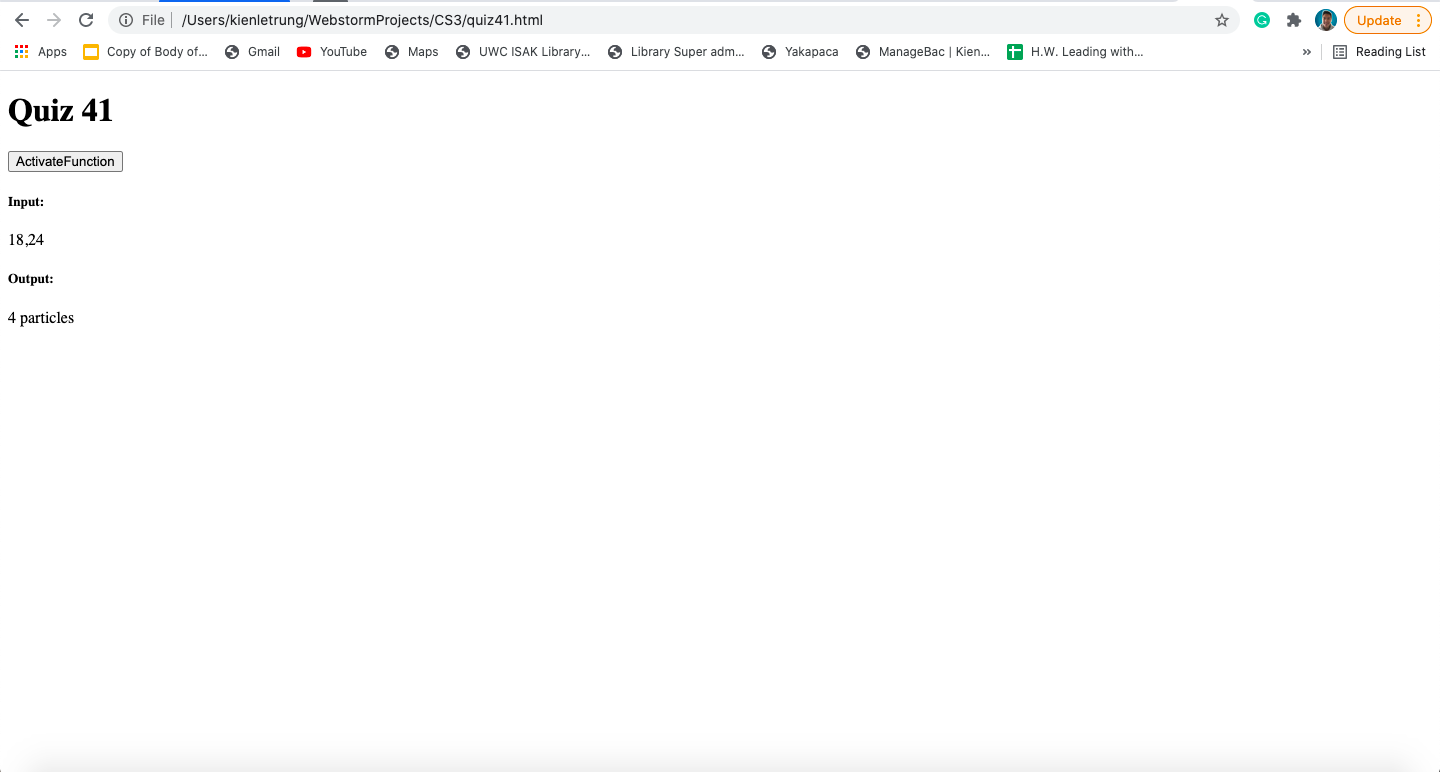 File /Users/kienletrung/WebstormProjects/CS3/quiz41.html Update
Apps Copy of Body of... Gmail YouTube Maps UWC ISAK Library... Library Super adm... Yakapaca ManageBac | Kien... H.W. Leading with... » Reading List
Quiz 41
ActivateFunction
Input:
18,24
Output:
4 particles